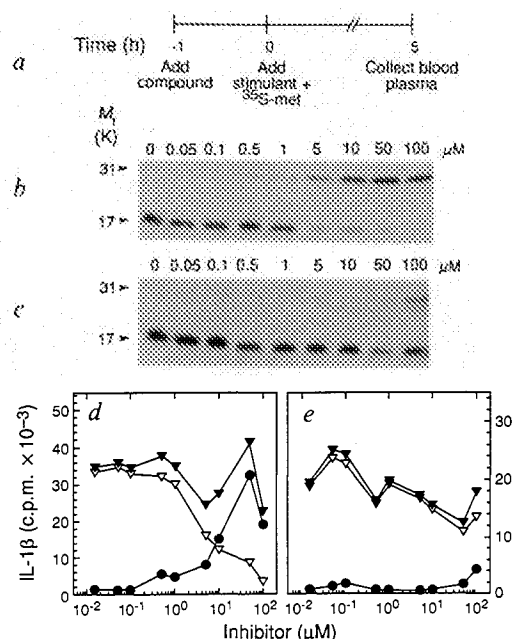 a
Time (h) -1 0 5
Add compound
Add stimulant + ³⁵S-met
Collect blood plasma
Mr (K)
0 0.05 0.1 0.5 1 5 10 50 100 μM
b
31
17
0 0.05 0.1 0.5 1 5 10 50 100 μM
c
31
17
d
e
50
40
30
20
10
0
30
20
10
0
IL-1β (c.p.m. × 10⁻³)
10⁻² 10⁻¹ 10⁰ 10¹ 10²
10⁻² 10⁻¹ 10⁰ 10¹ 10²
Inhibitor (μM)